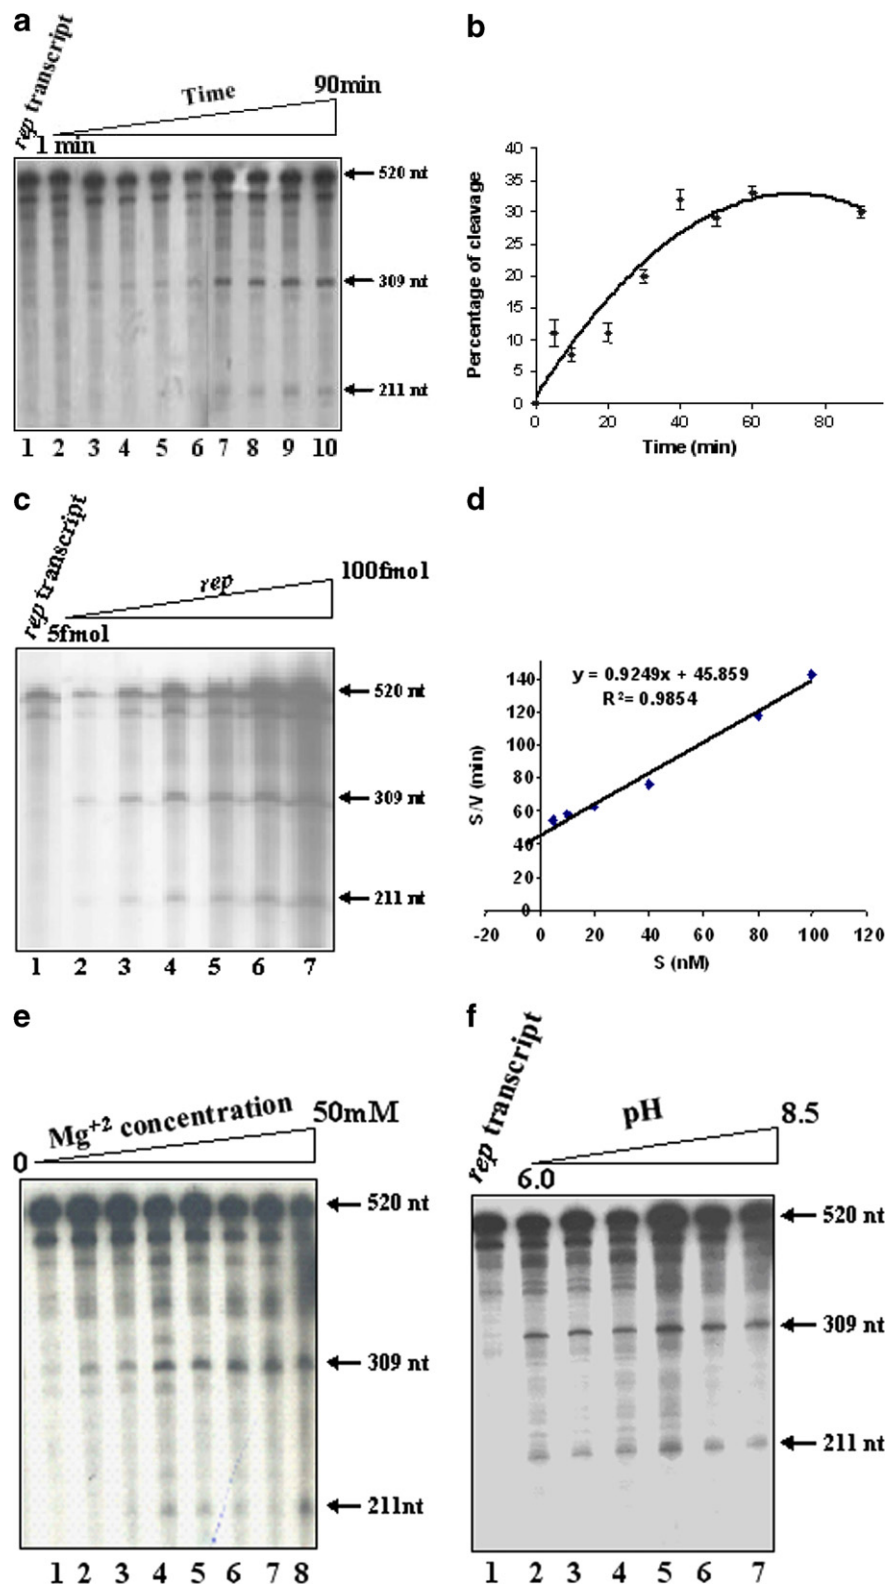 a
rep transcript
Time
90min
1 min
520 nt
309 nt
211 nt
1 2 3 4 5 6 7 8 9 10
b
Percentage of cleavage
40
35
30
25
20
15
10
5
0
0 20 40 60 80
Time (min)
c
rep transcript
rep
100fmol
5fmol
520 nt
309 nt
211 nt
1 2 3 4 5 6 7
d
y = 0.9249x + 45.859
R²= 0.9854
S/V (min)
140
120
100
80
60
40
20
0
-20 0 20 40 60 80 100 120
S (nM)
e
Mg+2 concentration
50mM
0
520 nt
309 nt
211nt
1 2 3 4 5 6 7 8
f
rep transcript
pH
8.5
6.0
520 nt
309 nt
211 nt
1 2 3 4 5 6 7